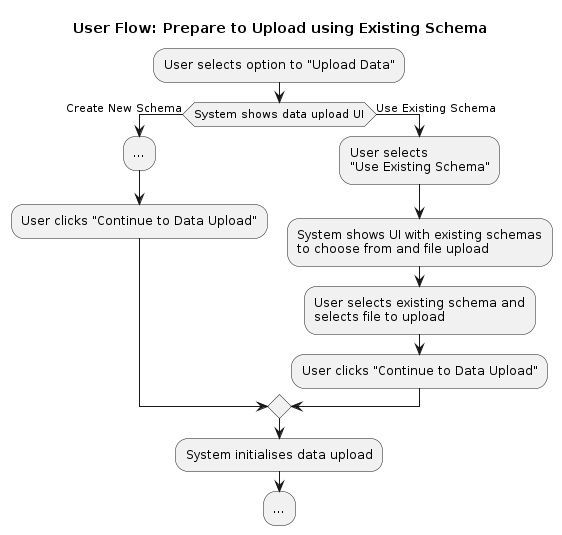 User Flow: Prepare to Upload using Existing Schema
User selects option to "Upload Data"
Create New Schema
System shows data upload UI
Use Existing Schema
...
User clicks "Continue to Data Upload"
User selects
"Use Existing Schema"
System shows UI with existing schemas
to choose from and file upload
User selects existing schema and
selects file to upload
User clicks "Continue to Data Upload"
System initialises data upload
...